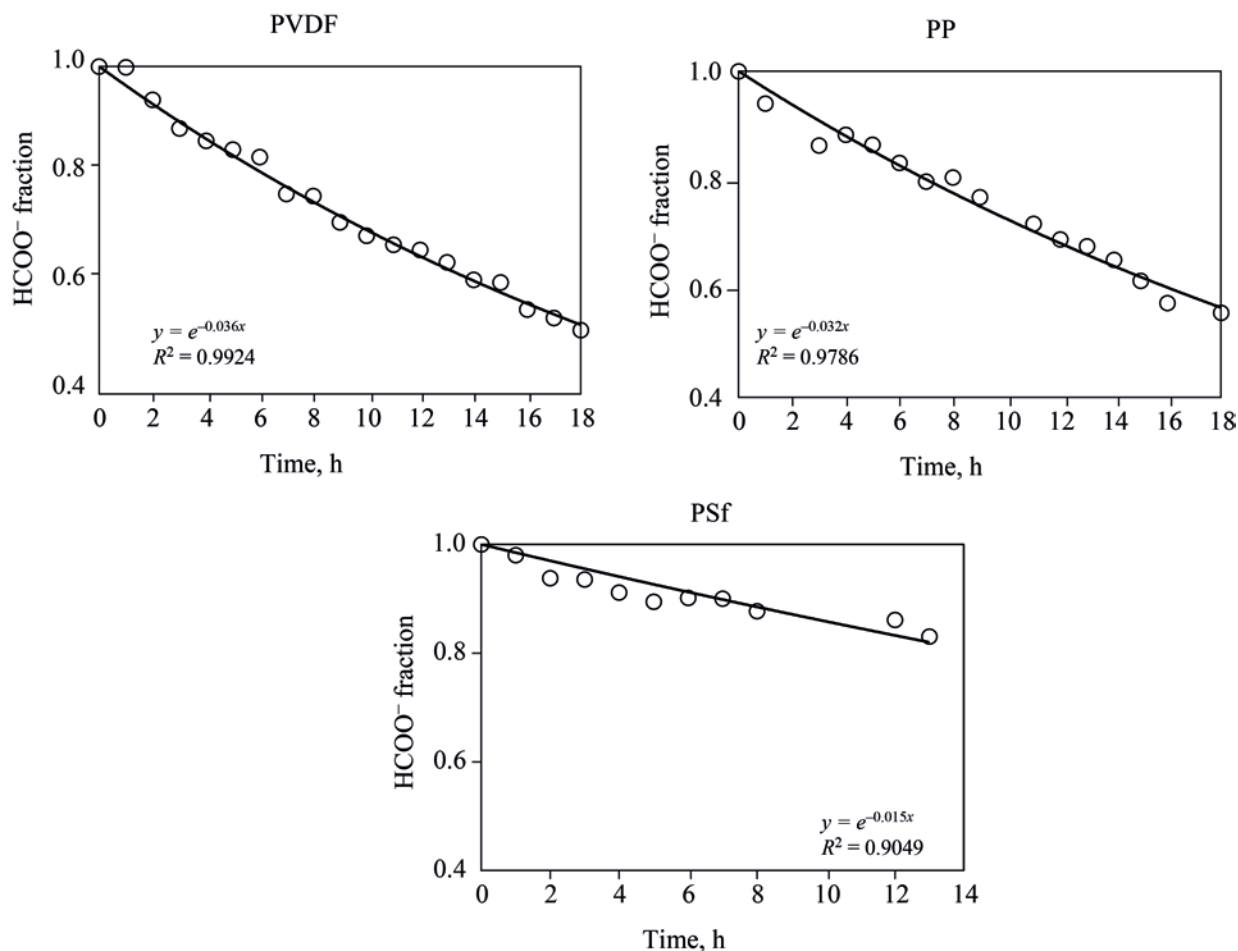 PVDF
1.0
0.8
0.6
0.4
HCOO⁻ fraction
y = e^–0.036x
R² = 0.9924
0 2 4 6 8 10 12 14 16 18
Time, h
PP
1.0
0.8
0.6
0.4
HCOO⁻ fraction
y = e^–0.032x
R² = 0.9786
0 2 4 6 8 10 12 14 16 18
Time, h
PSf
1.0
0.8
0.6
0.4
HCOO⁻ fraction
y = e^–0.015x
R² = 0.9049
0 2 4 6 8 10 12 14
Time, h